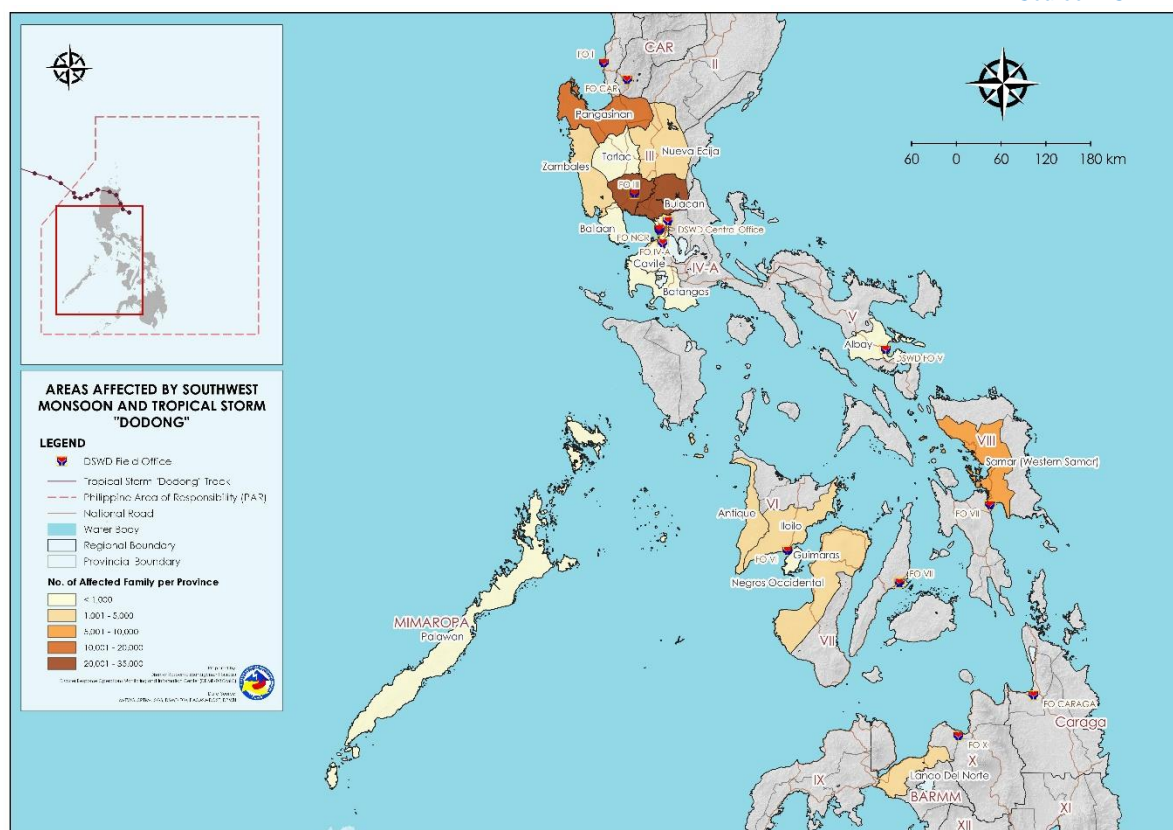 AREAS AFFECTED BY SOUTHWEST
MONSOON AND TROPICAL STORM
"DODONG"
LEGEND
DSWD Field Office
Tropical Storm "Dodong" Track
Philippine Area of Responsibility (PAR)
National Road
Water Body
Regional Boundary
Provincial Boundary
No. of Affected Family per Province
< 1,000
1,001 - 5,000
5,001 - 10,000
10,001 - 20,000
20,001 - 35,000
Prepared by:
60 0 60 120 180 km
CAR
FO I
II
FO CAR
Pangasinan
Tarlac
III
Nueva Ecija
Zambales
FO III
Bulacan
Bataan
FO NCR
DSWD Central Office
FO IV-A
Cavite
IV-A
Batangas
V
Albay
DSWD FO V
VIII
Samar (Western Samar)
FO VII
VI
Antique
Iloilo
FO VI
Guimaras
Negros Occidental
FO VII
VII
MIMAROPA
Palawan
FO CARAGA
Caraga
FO X
X
Lanao Del Norte
IX
BARMM
XI
XII